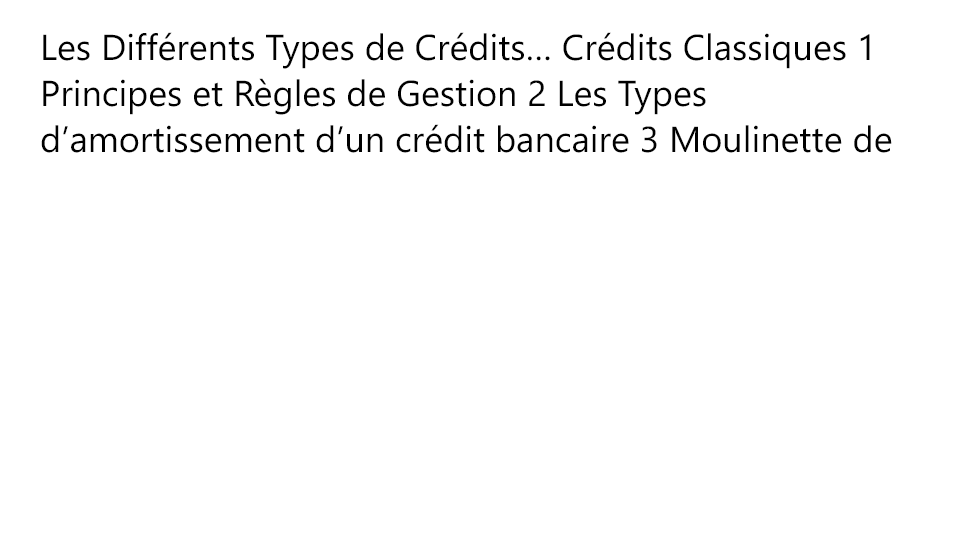 Les Différents Types de Crédits… Crédits Classiques 1
Principes et Règles de Gestion 2 Les Types
d’amortissement d’un crédit bancaire 3 Moulinette de